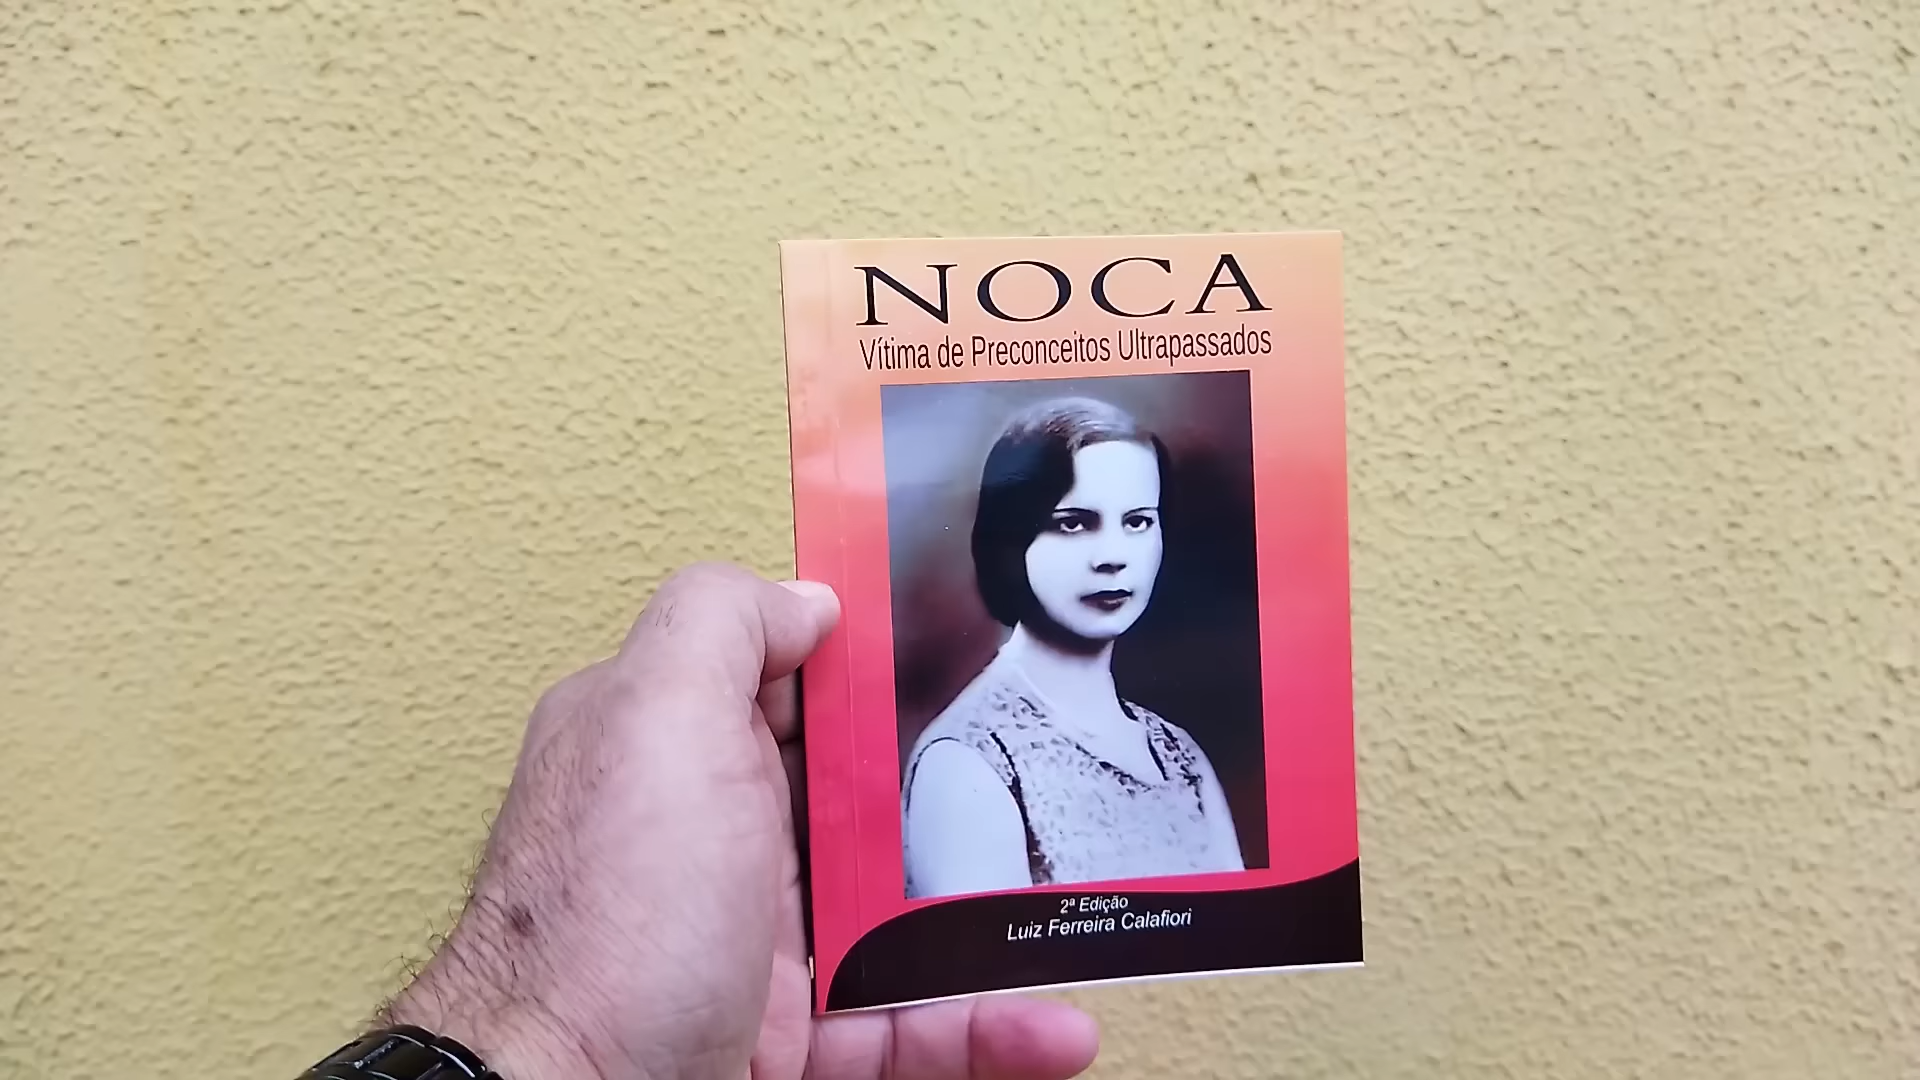 NOCA
Vítima de Preconceitos Ultrapassados
2ª Edição
Luiz Ferreira Calafiori